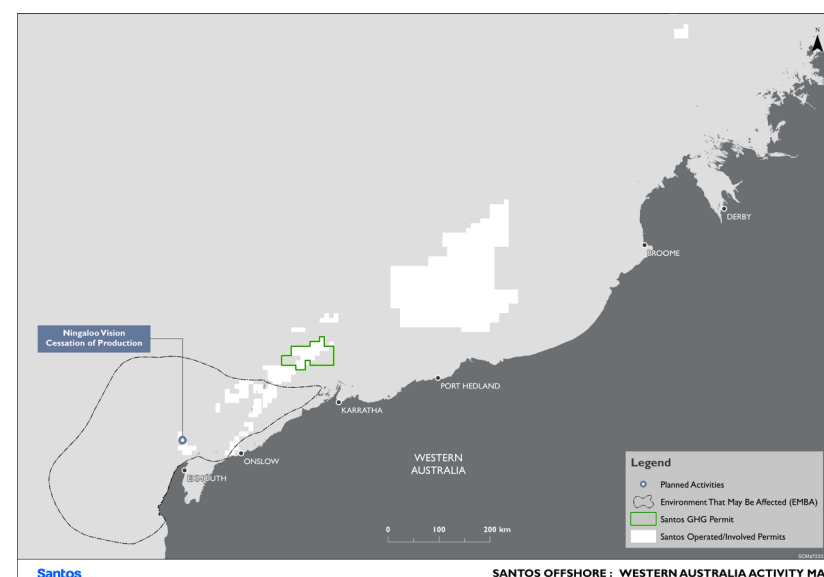 N
DERBY
BROOME
Ningaloo Vision
Cessation of Production
PORT HEDLAND
KARRATHA
WESTERN
AUSTRALIA
ONSLOW
EXMOUTH
0 100 200 km
Legend
Planned Activities
Environment That May Be Affected (EMBA)
Santos GHG Permit
Santos Operated/Involved Permits
Santos
SANTOS OFFSHORE : WESTERN AUSTRALIA ACTIVITY MA